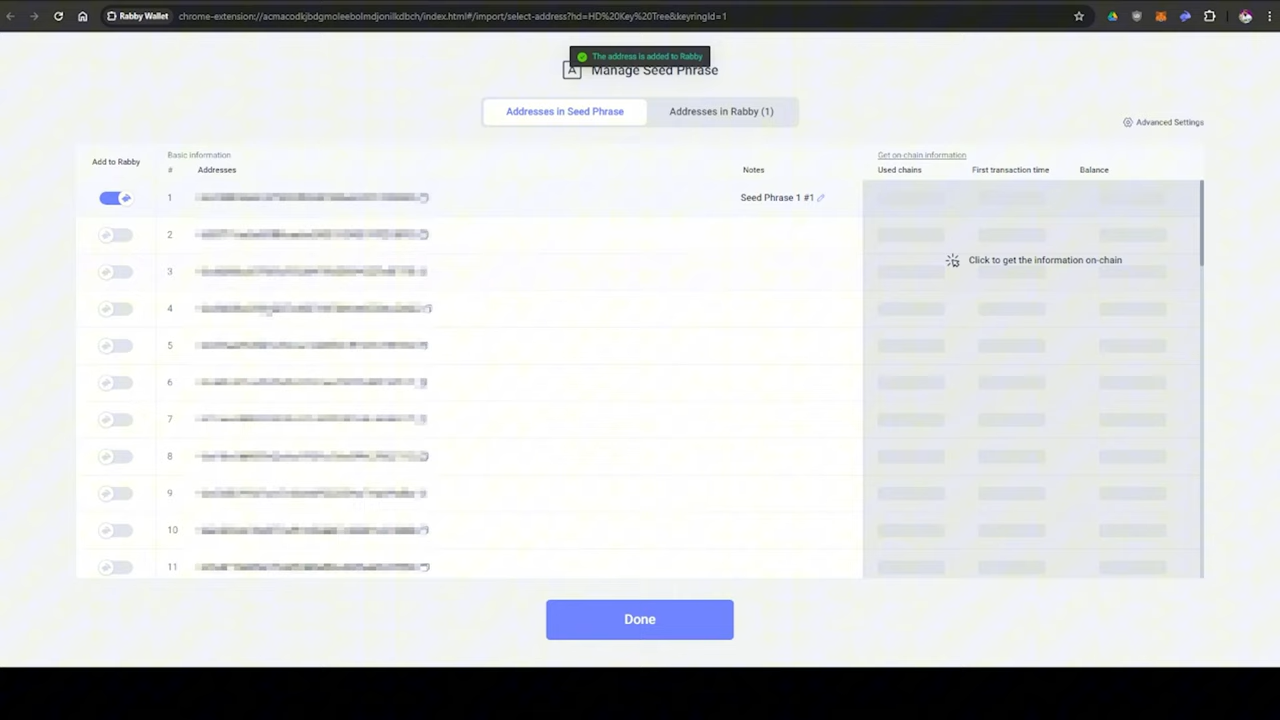 Rabby Wallet chrome-extension://acmacodkjbdgmoleebolmdjonilkdbch/index.html#/import/select-address?hd=HD%20Key%20Tree&keyringId=1
The address is added to Rabby
Manage Seed Phrase
Addresses in Seed Phrase Addresses in Rabby (1)
Advanced Settings
Add to Rabby Basic information Get on-chain information
# Addresses Notes Used chains First transaction time Balance
1 Seed Phrase 1 #1
2
Click to get the information on-chain
3
4
5
6
7
8
9
10
11
Done